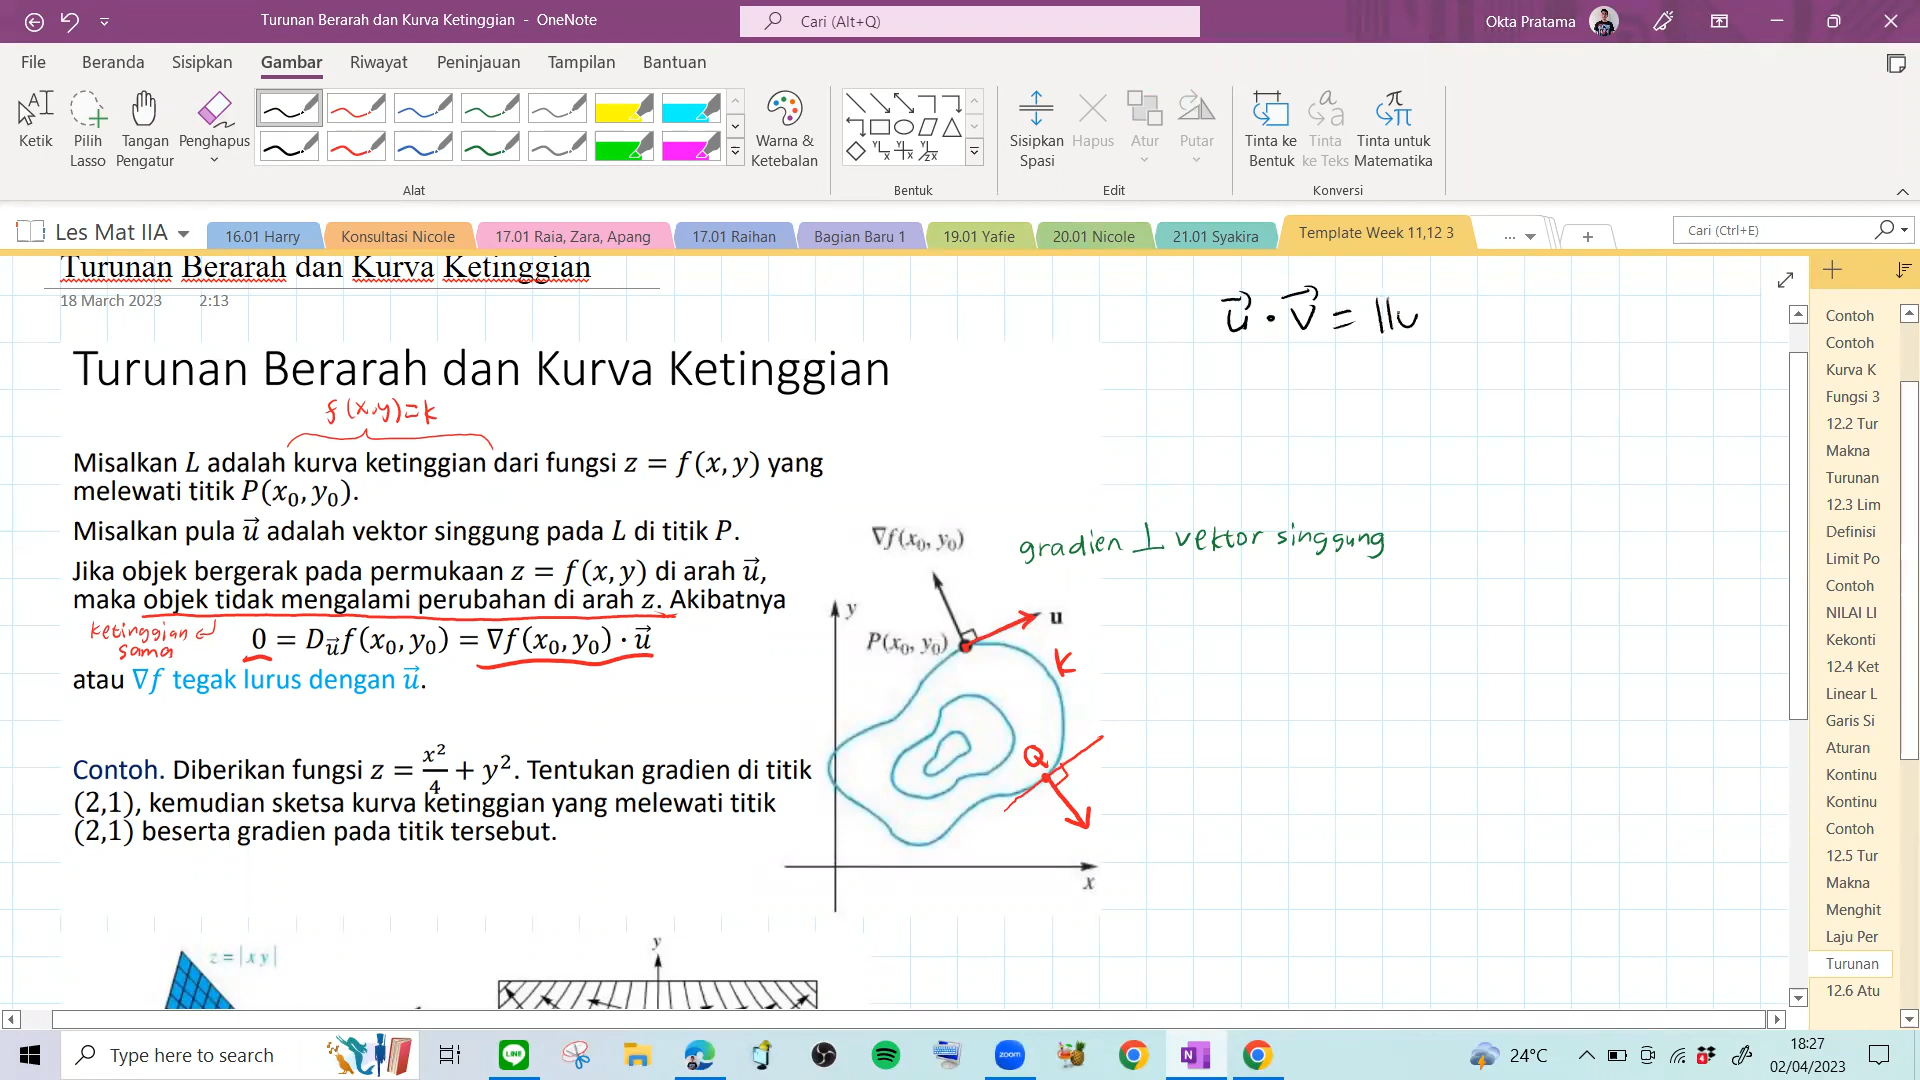 Turunan Berarah dan Kurva Ketinggian - OneNote
Cari (Alt+Q)
Okta Pratama
File Beranda Sisipkan Gambar Riwayat Peninjauan Tampilan Bantuan
Ketik
Pilih Lasso
Tangan Pengatur
Penghapus
Warna & Ketebalan
Sisipkan Spasi
Hapus
Atur
Putar
Tinta ke Bentuk
Tinta ke Teks
Tinta untuk Matematika
Alat Bentuk Edit Konversi
Les Mat IIA
16.01 Harry
Konsultasi Nicole
17.01 Raia, Zara, Apang
17.01 Raihan
Bagian Baru 1
19.01 Yafie
20.01 Nicole
21.01 Syakira
Template Week 11,12 3
...
Cari (Ctrl+E)
Turunan Berarah dan Kurva Ketinggian
18 March 2023 2:13
u⃗ · v⃗ = ||u
Turunan Berarah dan Kurva Ketinggian
f(x,y)=k
Misalkan L adalah kurva ketinggian dari fungsi z = f(x, y) yang
melewati titik P(x₀, y₀).
Misalkan pula u⃗ adalah vektor singgung pada L di titik P.
Jika objek bergerak pada permukaan z = f(x, y) di arah u⃗,
maka objek tidak mengalami perubahan di arah z. Akibatnya
ketinggian
sama
0 = D_u⃗ f(x₀, y₀) = ∇f(x₀, y₀) · u⃗
atau ∇f tegak lurus dengan u⃗.
Contoh. Diberikan fungsi z = x²/4 + y². Tentukan gradien di titik
(2,1), kemudian sketsa kurva ketinggian yang melewati titik
(2,1) beserta gradien pada titik tersebut.
∇f(x₀, y₀)
gradien ⊥ vektor singgung
y
u
P(x₀, y₀)
K
Q
x
z = |xy|
y
Contoh
Contoh
Kurva K
Fungsi 3
12.2 Tur
Makna
Turunan
12.3 Lim
Definisi
Limit Po
Contoh
NILAI LI
Kekonti
12.4 Ket
Linear L
Garis Si
Aturan
Kontinu
Kontinu
Contoh
12.5 Tur
Makna
Menghit
Laju Per
Turunan
12.6 Atu
Type here to search
LINE
zoom
24°C
18:27
02/04/2023